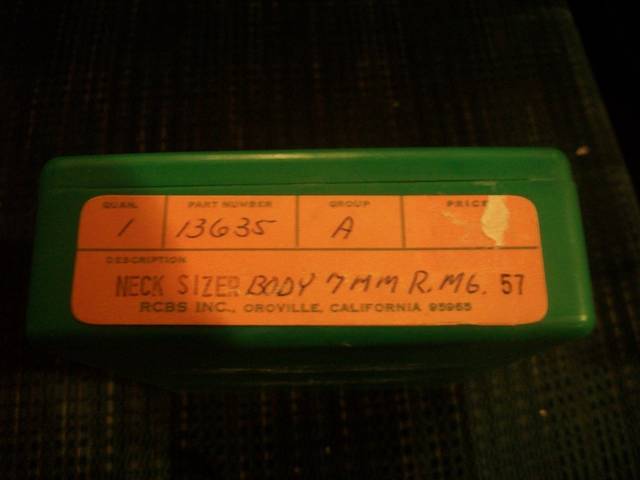 QUAN. PART NUMBER GROUP PRICE
1 13635 A
DESCRIPTION
NECK SIZER BODY 7MM R. MG. 57
RCBS INC., OROVILLE, CALIFORNIA 95965